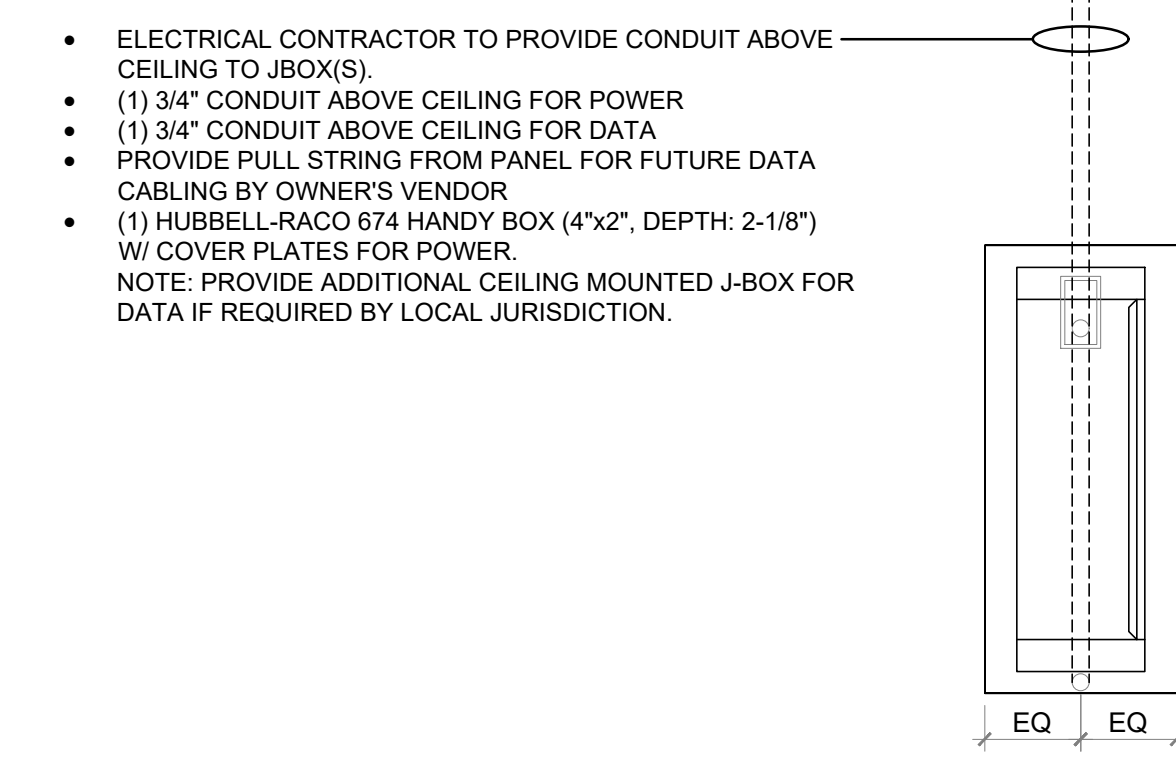 • ELECTRICAL CONTRACTOR TO PROVIDE CONDUIT ABOVE
CEILING TO JBOX(S).
• (1) 3/4" CONDUIT ABOVE CEILING FOR POWER
• (1) 3/4" CONDUIT ABOVE CEILING FOR DATA
• PROVIDE PULL STRING FROM PANEL FOR FUTURE DATA
CABLING BY OWNER'S VENDOR
• (1) HUBBELL-RACO 674 HANDY BOX (4"x2", DEPTH: 2-1/8")
W/ COVER PLATES FOR POWER.
NOTE: PROVIDE ADDITIONAL CEILING MOUNTED J-BOX FOR
DATA IF REQUIRED BY LOCAL JURISDICTION.
EQ EQ